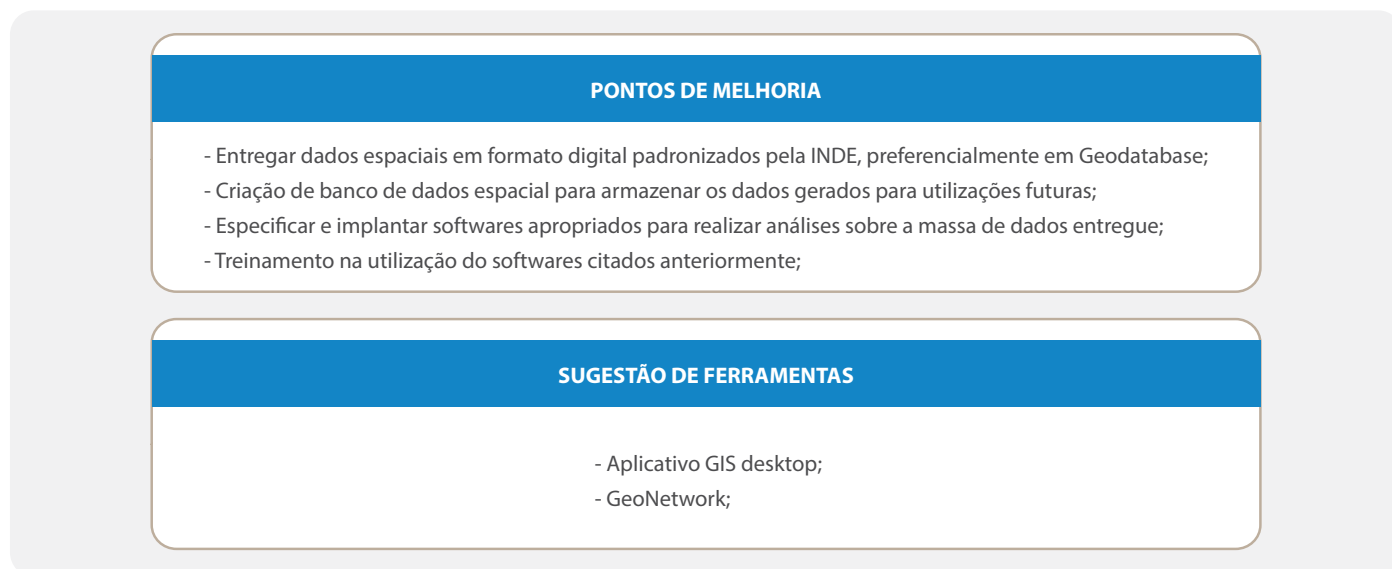 PONTOS DE MELHORIA
- Entregar dados espaciais em formato digital padronizados pela INDE, preferencialmente em Geodatabase;
- Criação de banco de dados espacial para armazenar os dados gerados para utilizações futuras;
- Especificar e implantar softwares apropriados para realizar análises sobre a massa de dados entregue;
- Treinamento na utilização do softwares citados anteriormente;
SUGESTÃO DE FERRAMENTAS
- Aplicativo GIS desktop;
- GeoNetwork;